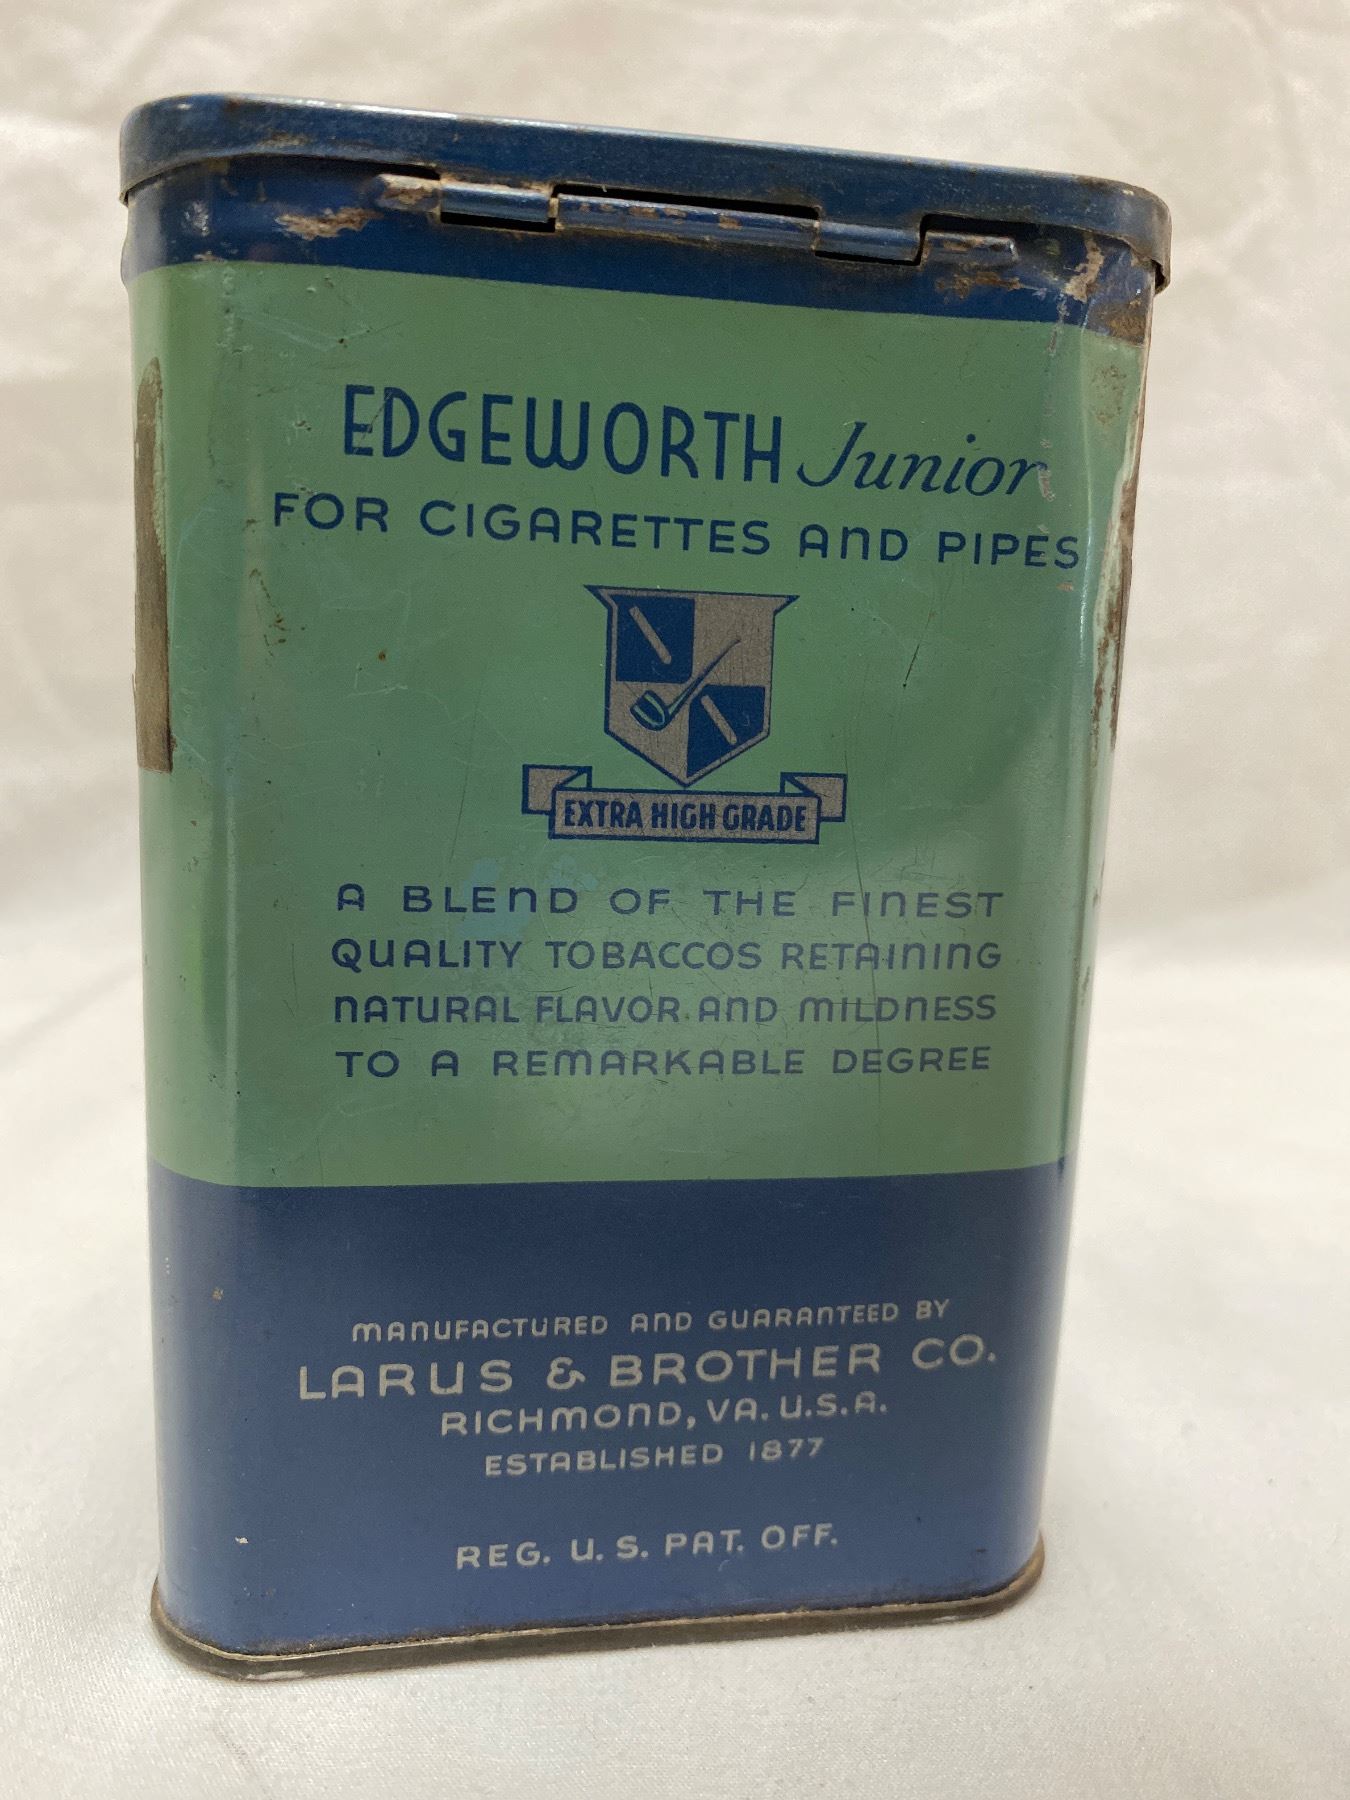 EDGEWORTH Junior
FOR CIGARETTES AND PIPES
EXTRA HIGH GRADE
A BLEND OF THE FINEST
QUALITY TOBACCOS RETAINING
NATURAL FLAVOR AND MILDNESS
TO A REMARKABLE DEGREE
MANUFACTURED AND GUARANTEED BY
LARUS & BROTHER CO.
RICHMOND, VA. U.S.A.
ESTABLISHED 1877
REG. U. S. PAT. OFF.